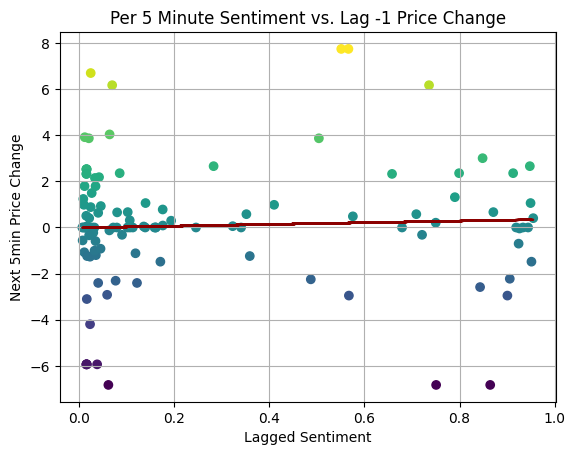 Per 5 Minute Sentiment vs. Lag -1 Price Change
Next 5min Price Change
8
6
4
2
0
−2
−4
−6
0.0 0.2 0.4 0.6 0.8 1.0
Lagged Sentiment